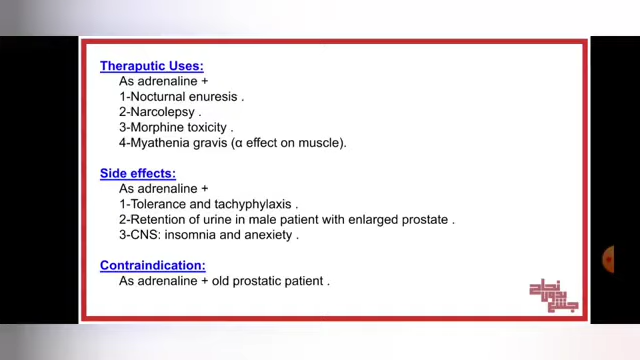 Theraputic Uses:
As adrenaline +
1-Nocturnal enuresis .
2-Narcolepsy .
3-Morphine toxicity .
4-Myathenia gravis (α effect on muscle).
Side effects:
As adrenaline +
1-Tolerance and tachyphylaxis .
2-Retention of urine in male patient with enlarged prostate .
3-CNS: insomnia and anexiety .
Contraindication:
As adrenaline + old prostatic patient .